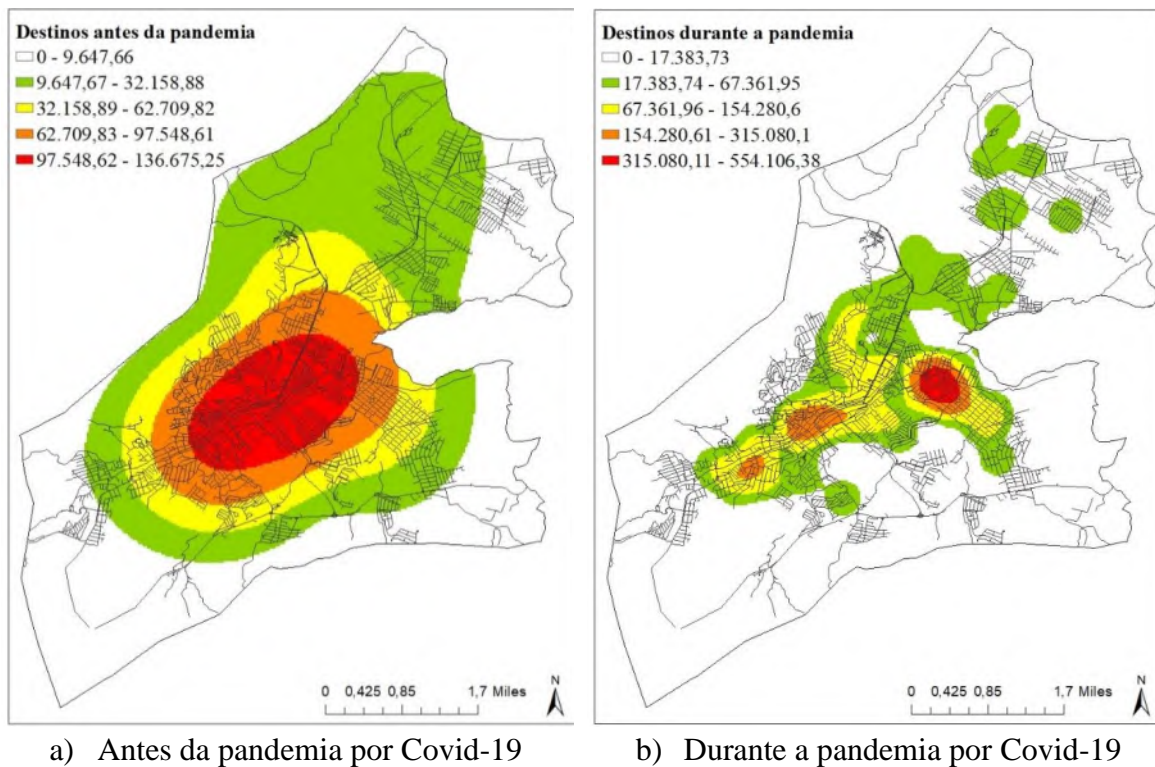 Destinos antes da pandemia
0 - 9.647,66
9.647,67 - 32.158,88
32.158,89 - 62.709,82
62.709,83 - 97.548,61
97.548,62 - 136.675,25
0 0,425 0,85 1,7 Miles
N
Destinos durante a pandemia
0 - 17.383,73
17.383,74 - 67.361,95
67.361,96 - 154.280,6
154.280,61 - 315.080,1
315.080,11 - 554.106,38
0 0,425 0,85 1,7 Miles
N
a) Antes da pandemia por Covid-19
b) Durante a pandemia por Covid-19